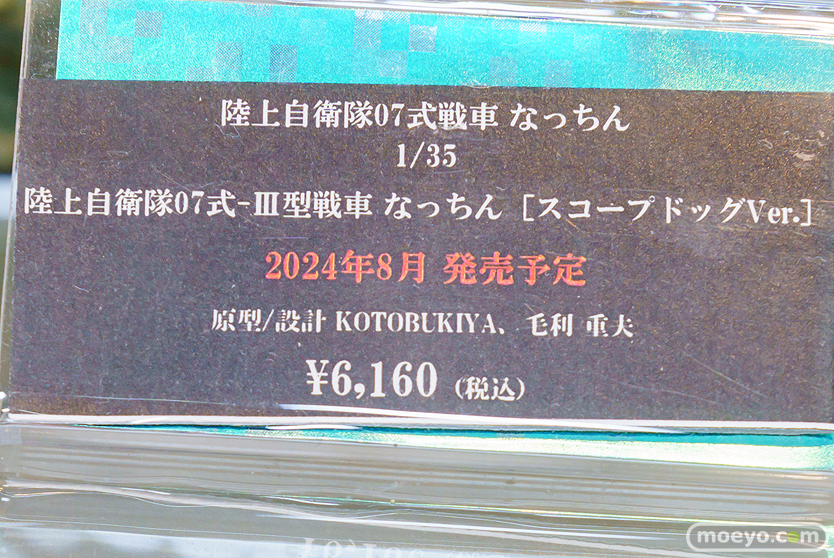 陸上自衛隊07式戦車 なっちん
1/35
陸上自衛隊07式-Ⅲ型戦車 なっちん［スコープドッグVer.］
2024年8月 発売予定
原型/設計 KOTOBUKIYA、毛利 重夫
¥6,160（税込）
moeyo.com